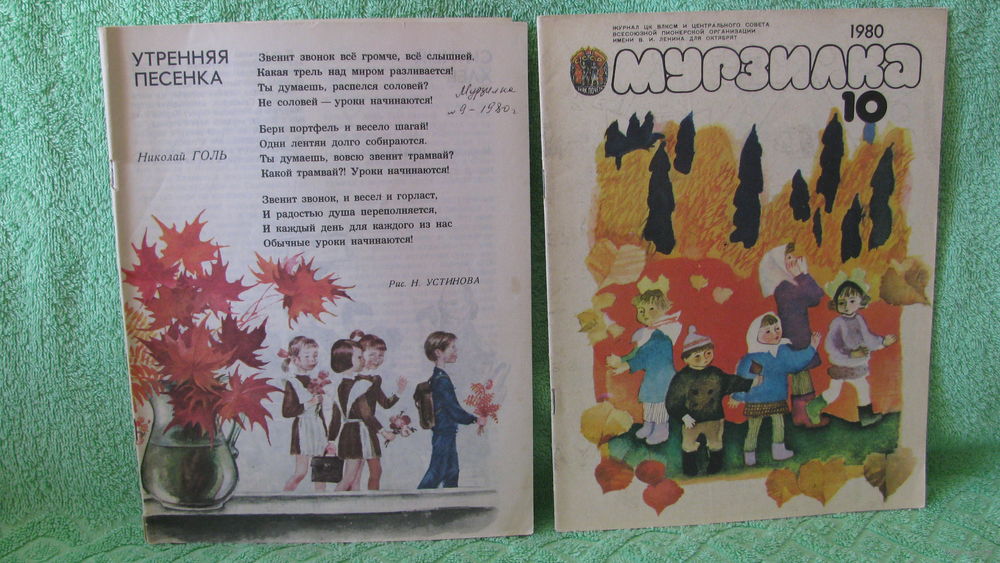 УТРЕННЯЯ
ПЕСЕНКА
Николай ГОЛЬ
Звенит звонок всё громче, всё слышней.
Какая трель над миром разливается!
Ты думаешь, распелся соловей?
Не соловей — уроки начинаются!
Мурзилка
№ 9 - 1980 г.
Бери портфель и весело шагай!
Одни лентяи долго собираются.
Ты думаешь, вовсю звенит трамвай?
Какой трамвай?! Уроки начинаются!
Звенит звонок, и весел и горласт,
И радостью душа переполняется,
И каждый день для каждого из нас
Обычные уроки начинаются!
Рис. Н. УСТИНОВА
ЖУРНАЛ ЦК ВЛКСМ И ЦЕНТРАЛЬНОГО СОВЕТА
ВСЕСОЮЗНОЙ ПИОНЕРСКОЙ ОРГАНИЗАЦИИ
ИМЕНИ В. И. ЛЕНИНА ДЛЯ ОКТЯБРЯТ
1980
МУРЗИЛКА
10